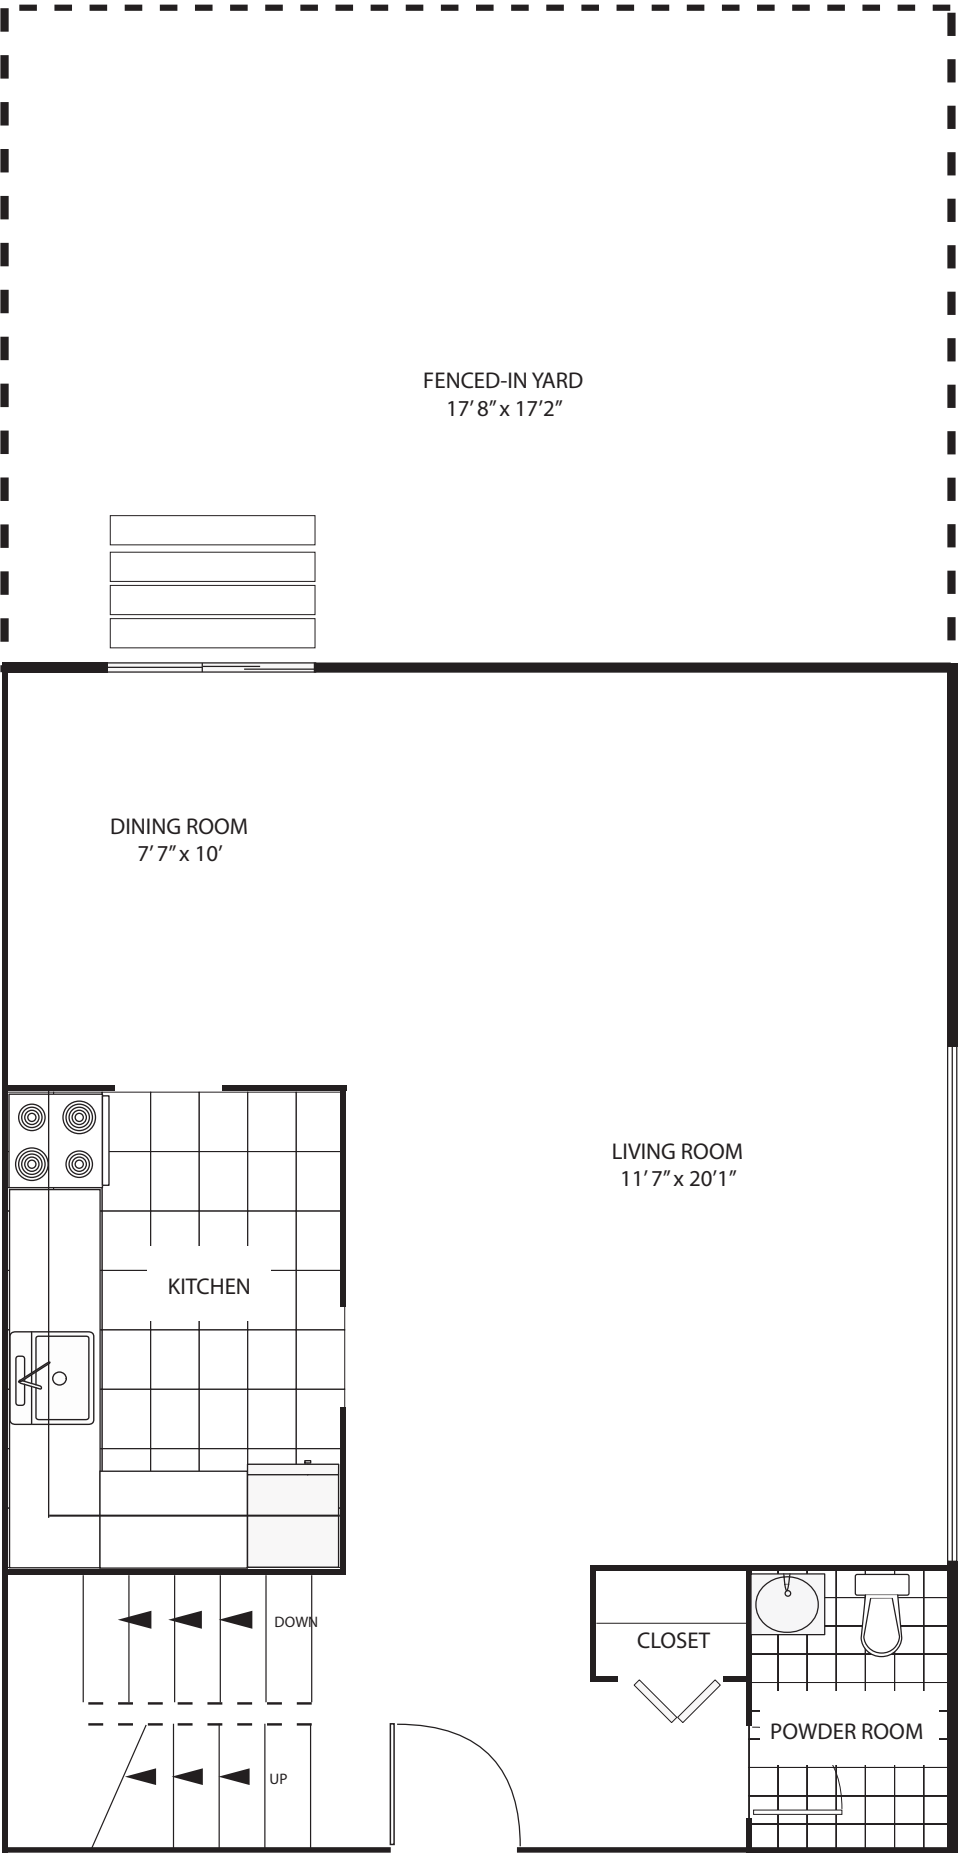 FENCED-IN YARD
17’ 8” x 17’2”
DINING ROOM
7’ 7” x 10’
LIVING ROOM
11’ 7” x 20’1”
KITCHEN
DOWN
CLOSET
POWDER ROOM
UP